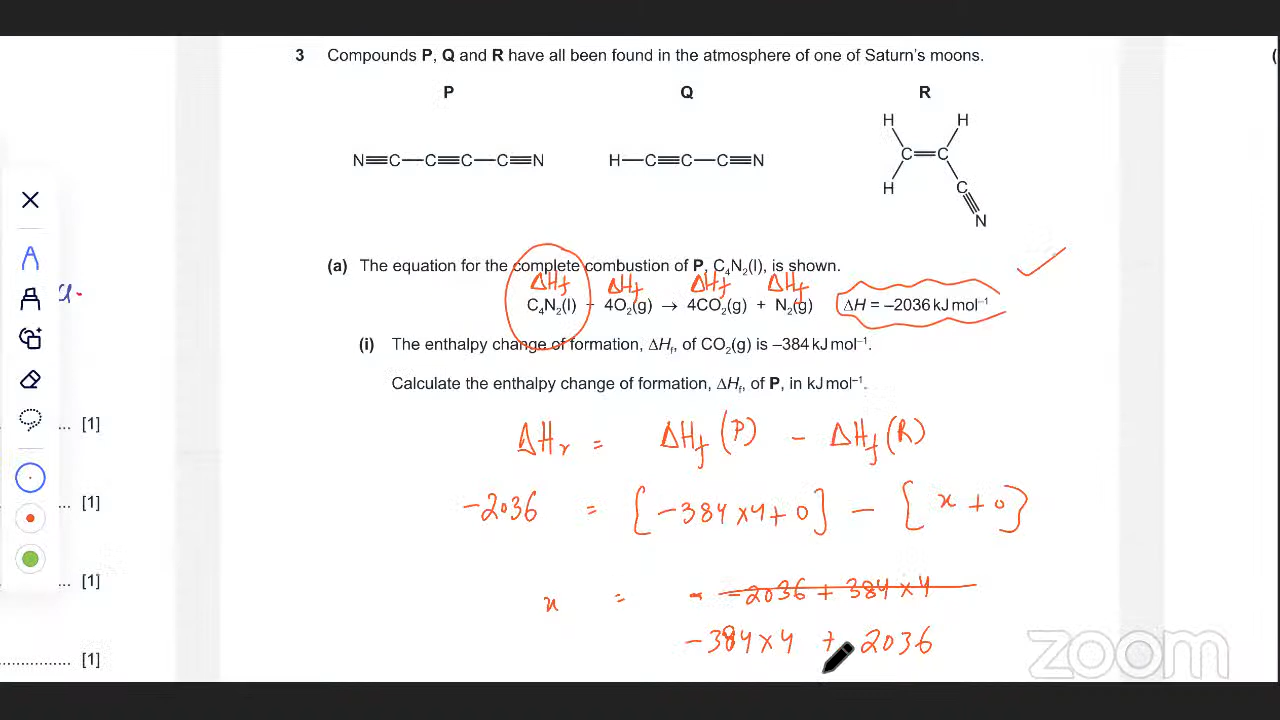 3 Compounds P, Q and R have all been found in the atmosphere of one of Saturn's moons.
P Q R
N≡C—C≡C—C≡N H—C≡C—C≡N
H H
C═C
H C
N
(a) The equation for the complete combustion of P, C₄N₂(l), is shown.
ΔHf ΔHf ΔHf ΔHf
C₄N₂(l) + 4O₂(g) → 4CO₂(g) + N₂(g) ΔH = –2036 kJ mol⁻¹
(i) The enthalpy change of formation, ΔHf, of CO₂(g) is –384 kJ mol⁻¹.
Calculate the enthalpy change of formation, ΔHf, of P, in kJ mol⁻¹.
.... [1]
ΔHr = ΔHf (P) - ΔHf (R)
.... [1]
-2036 = [-384 x 4 + 0] - [x + 0]
.... [1]
x = - -2036 + 384 x 4
-384 x 4 + 2036
.................. [1]
zoom